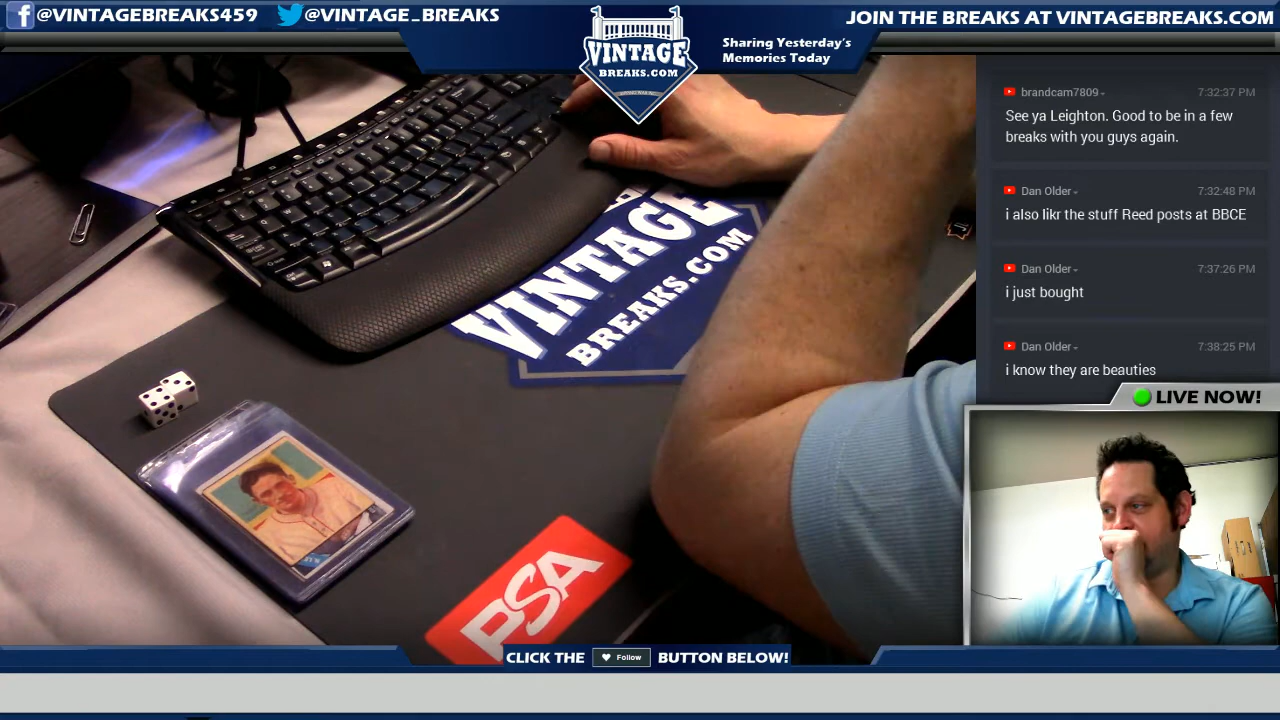 @VINTAGEBREAKS459
@VINTAGE_BREAKS
JOIN THE BREAKS AT VINTAGEBREAKS.COM
VINTAGE
BREAKS.COM
Sharing Yesterday's
Memories Today
brandcam7809
7:32:37 PM
See ya Leighton. Good to be in a few
breaks with you guys again.
Dan Older
7:32:48 PM
i also likr the stuff Reed posts at BBCE
Dan Older
7:37:26 PM
i just bought
Dan Older
7:38:25 PM
i know they are beauties
LIVE NOW!
VINTAGE
BREAKS.COM
PSA
CLICK THE
Follow
BUTTON BELOW!